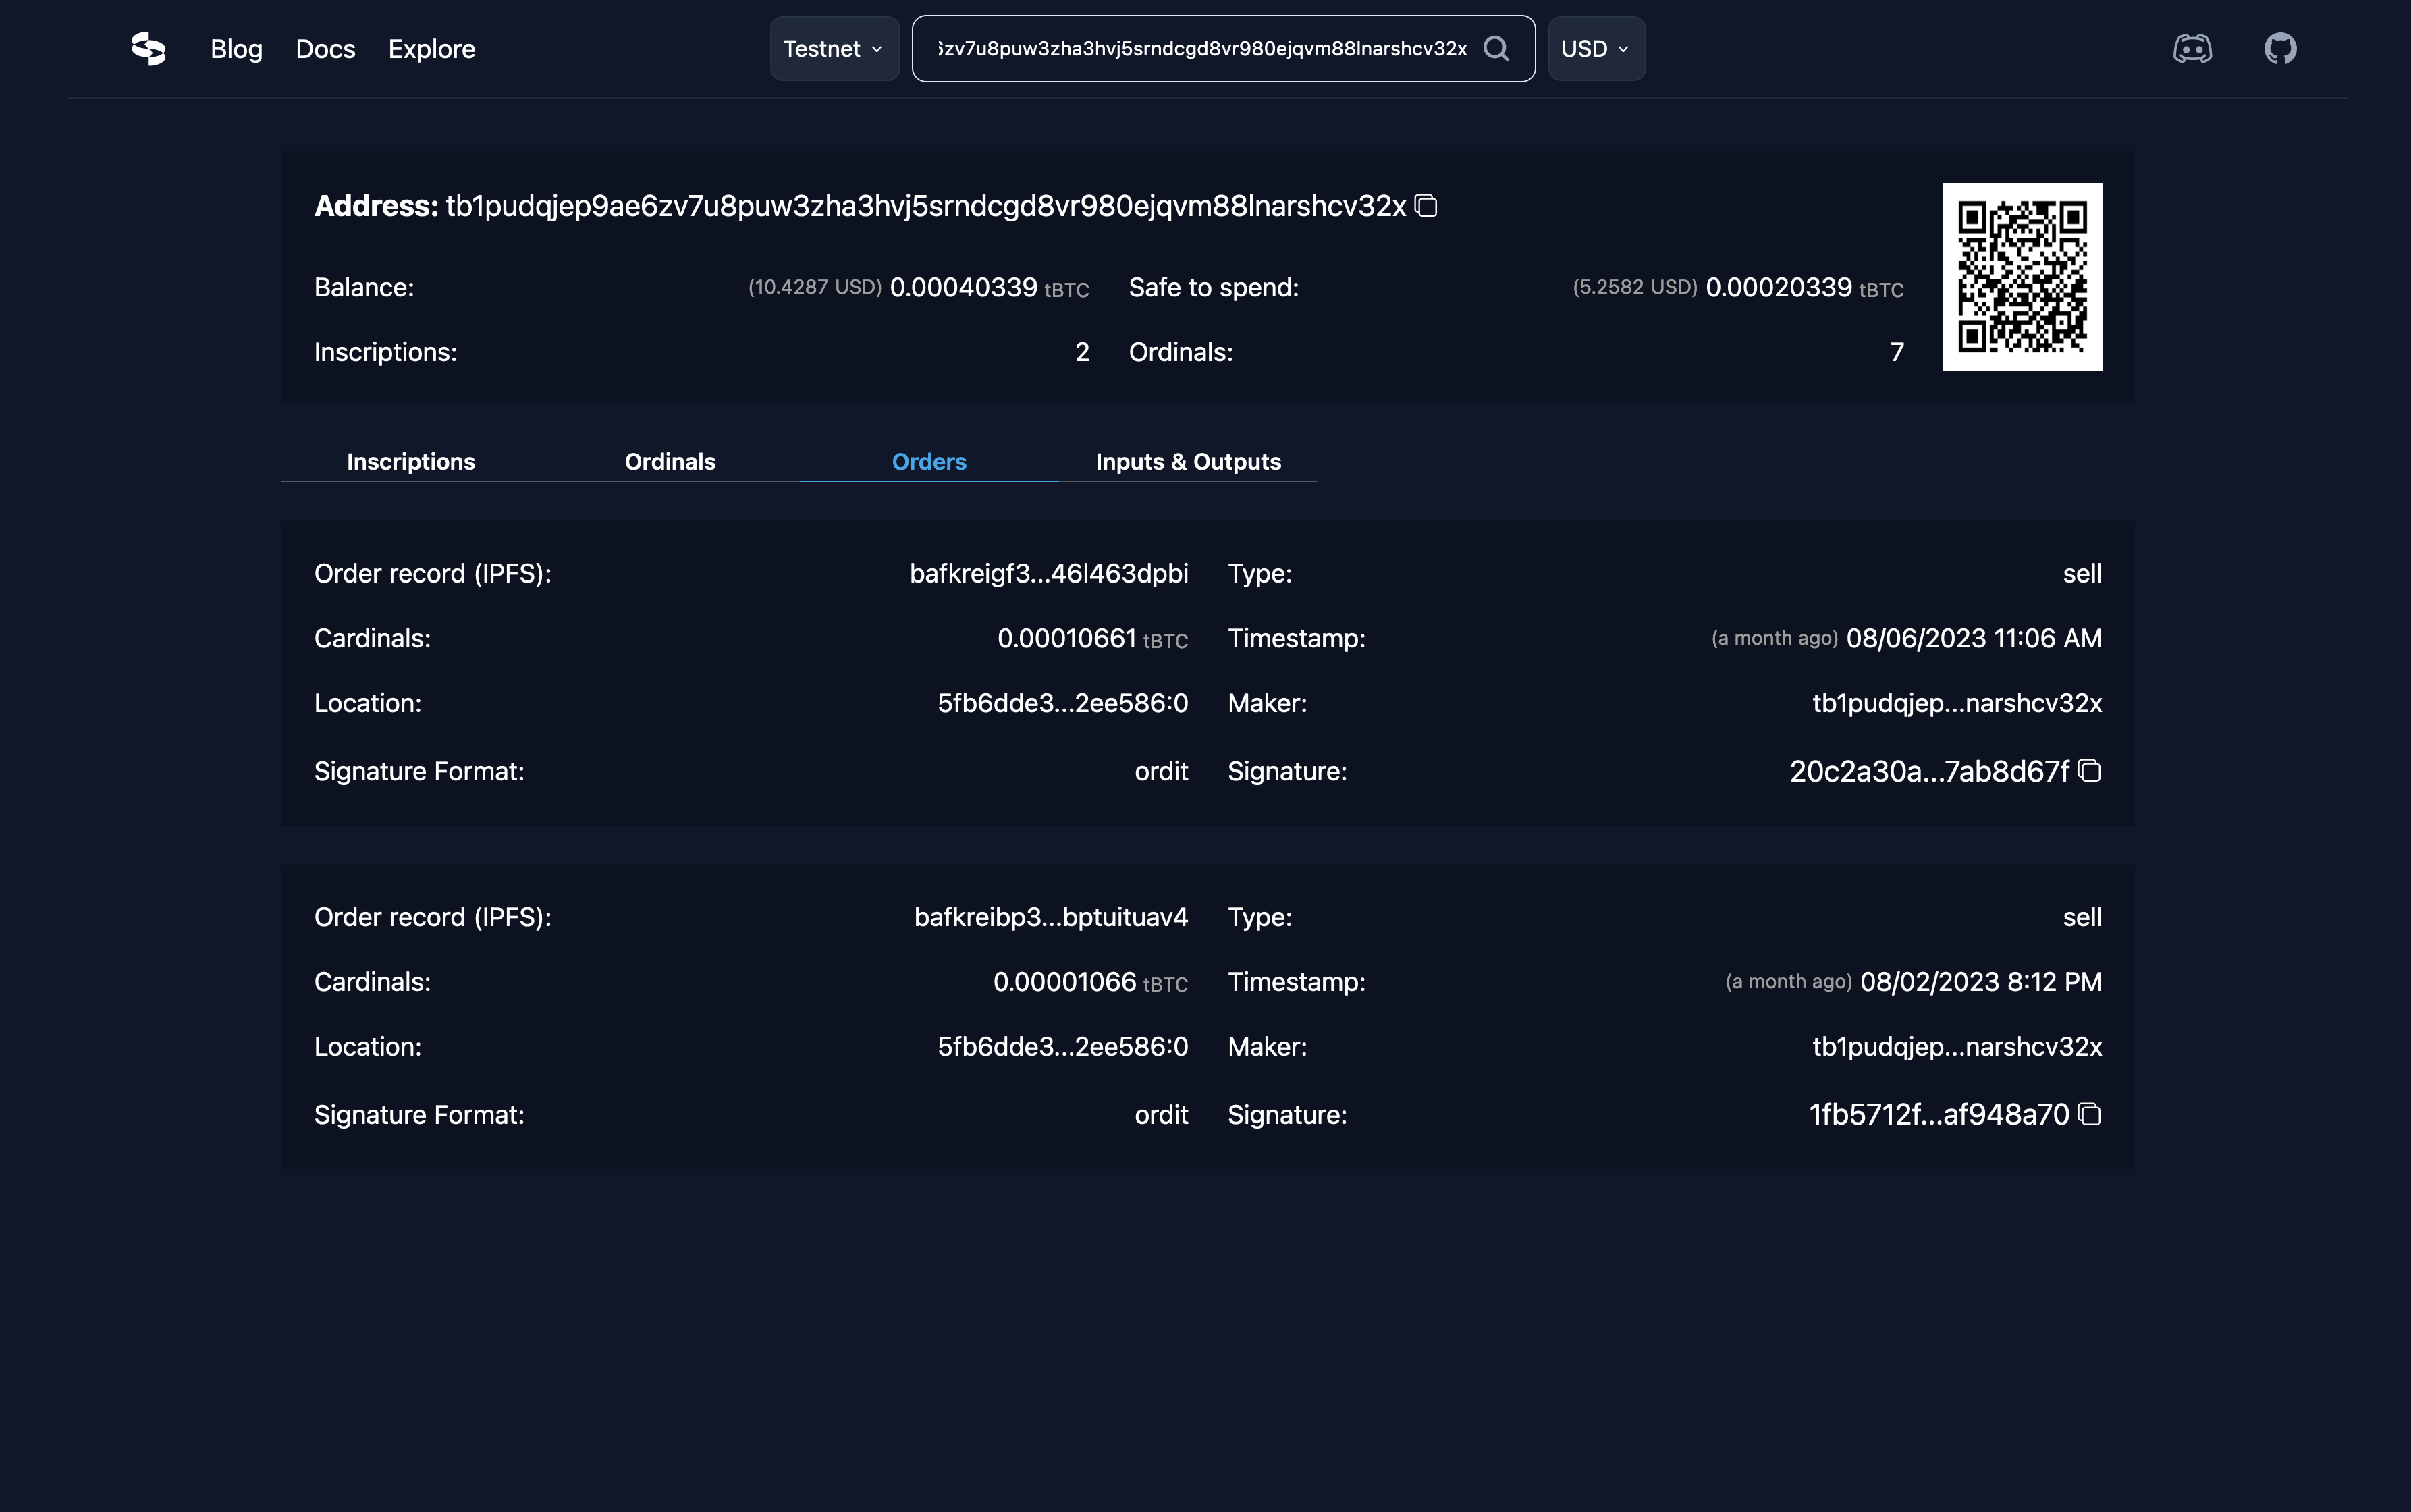 Blog Docs Explore Testnet zv7u8puw3zha3hvj5srndcgd8vr980ejqvm88lnarshcv32x USD
Address: tb1pudqjep9ae6zv7u8puw3zha3hvj5srndcgd8vr980ejqvm88lnarshcv32x
Balance: (10.4287 USD) 0.00040339 tBTC Safe to spend: (5.2582 USD) 0.00020339 tBTC
Inscriptions: 2 Ordinals: 7
Inscriptions Ordinals Orders Inputs & Outputs
Order record (IPFS): bafkreigf3...46l463dpbi Type: sell
Cardinals: 0.00010661 tBTC Timestamp: (a month ago) 08/06/2023 11:06 AM
Location: 5fb6dde3...2ee586:0 Maker: tb1pudqjep...narshcv32x
Signature Format: ordit Signature: 20c2a30a...7ab8d67f
Order record (IPFS): bafkreibp3...bptuituav4 Type: sell
Cardinals: 0.00001066 tBTC Timestamp: (a month ago) 08/02/2023 8:12 PM
Location: 5fb6dde3...2ee586:0 Maker: tb1pudqjep...narshcv32x
Signature Format: ordit Signature: 1fb5712f...af948a70